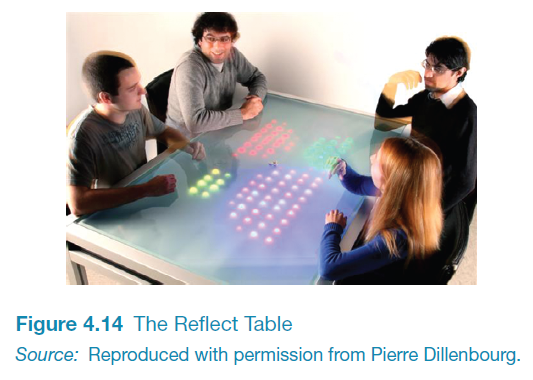 Figure 4.14 The Reflect Table
Source: Reproduced with permission from Pierre Dillenbourg.